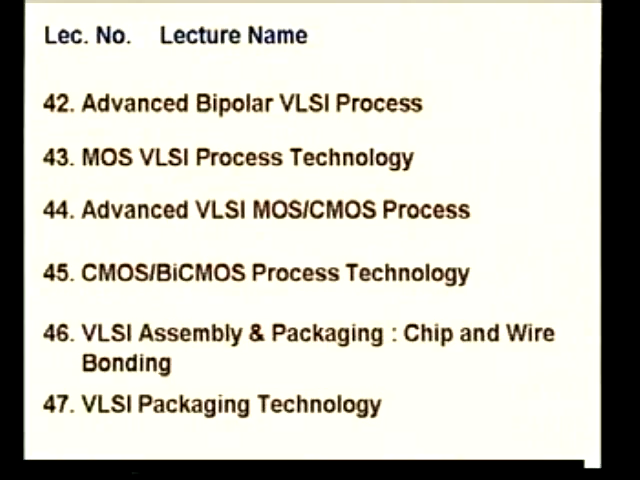 Lec. No. Lecture Name
42. Advanced Bipolar VLSI Process
43. MOS VLSI Process Technology
44. Advanced VLSI MOS/CMOS Process
45. CMOS/BiCMOS Process Technology
46. VLSI Assembly & Packaging : Chip and Wire
Bonding
47. VLSI Packaging Technology